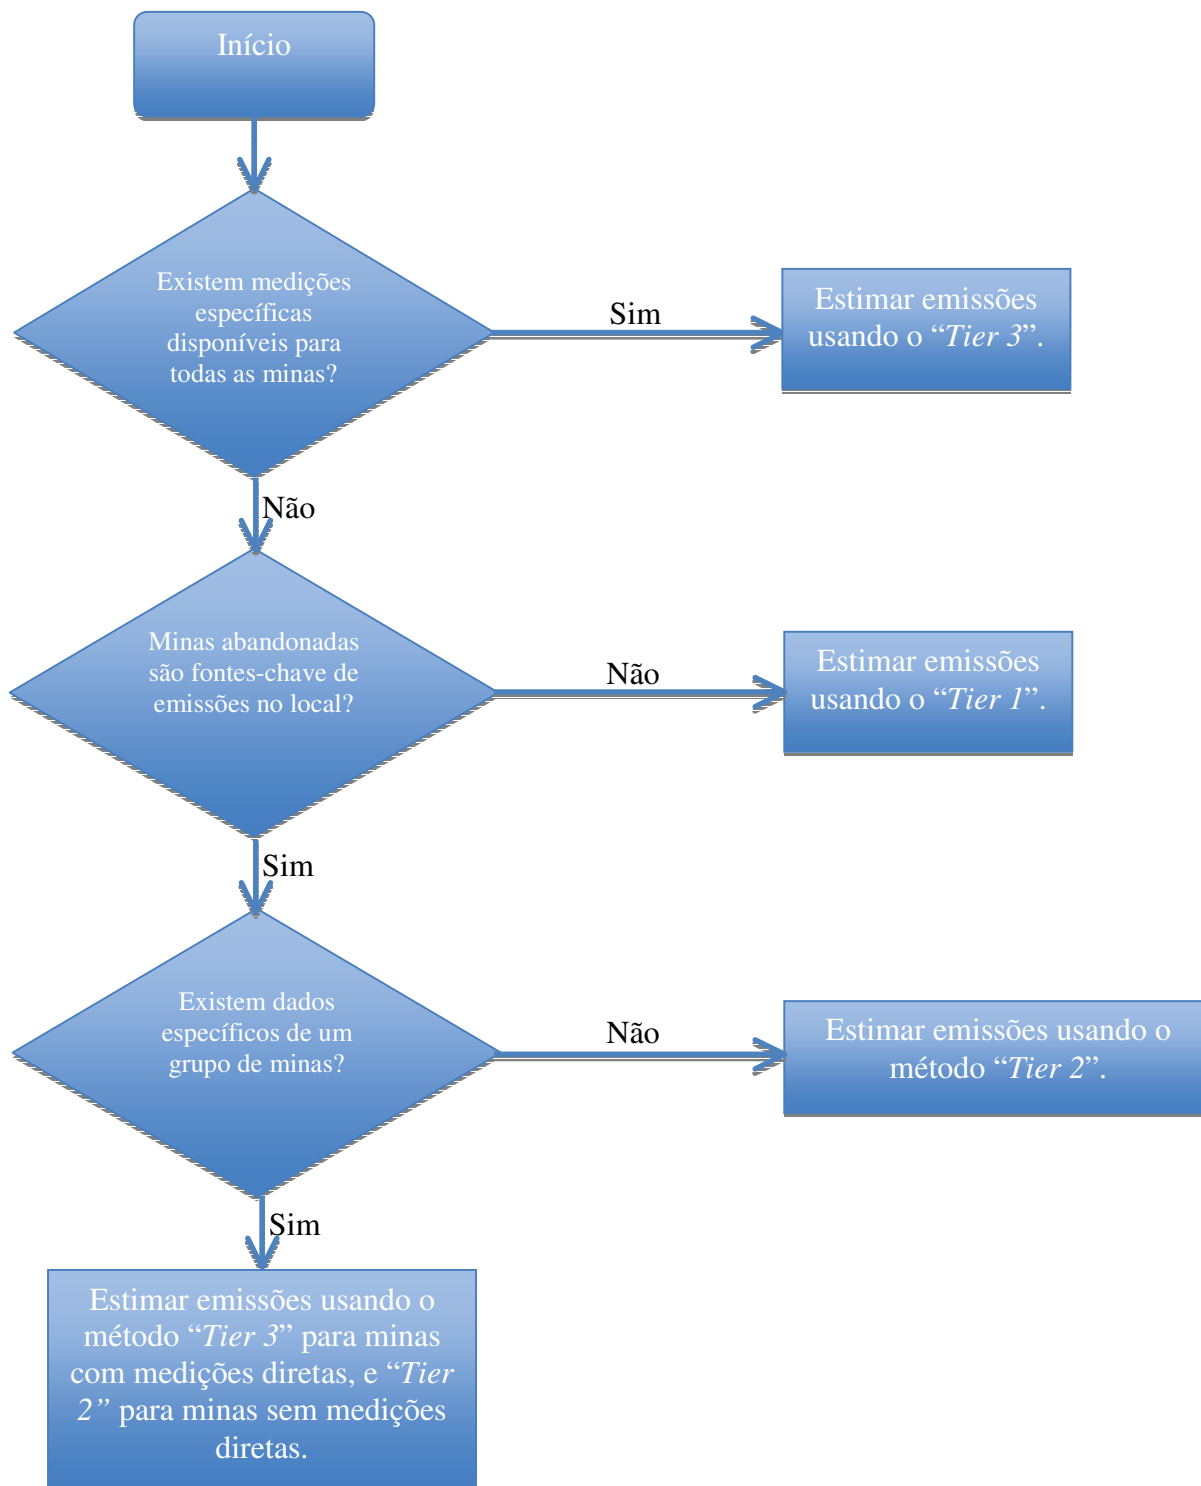 Início
Existem medições
específicas
disponíveis para
todas as minas?
Sim
Estimar emissões
usando o “Tier 3”.
Não
Minas abandonadas
são fontes-chave de
emissões no local?
Não
Estimar emissões
usando o “Tier 1”.
Sim
Existem dados
específicos de um
grupo de minas?
Não
Estimar emissões usando o
método “Tier 2”.
Sim
Estimar emissões usando o
método “Tier 3” para minas
com medições diretas, e “Tier
2” para minas sem medições
diretas.